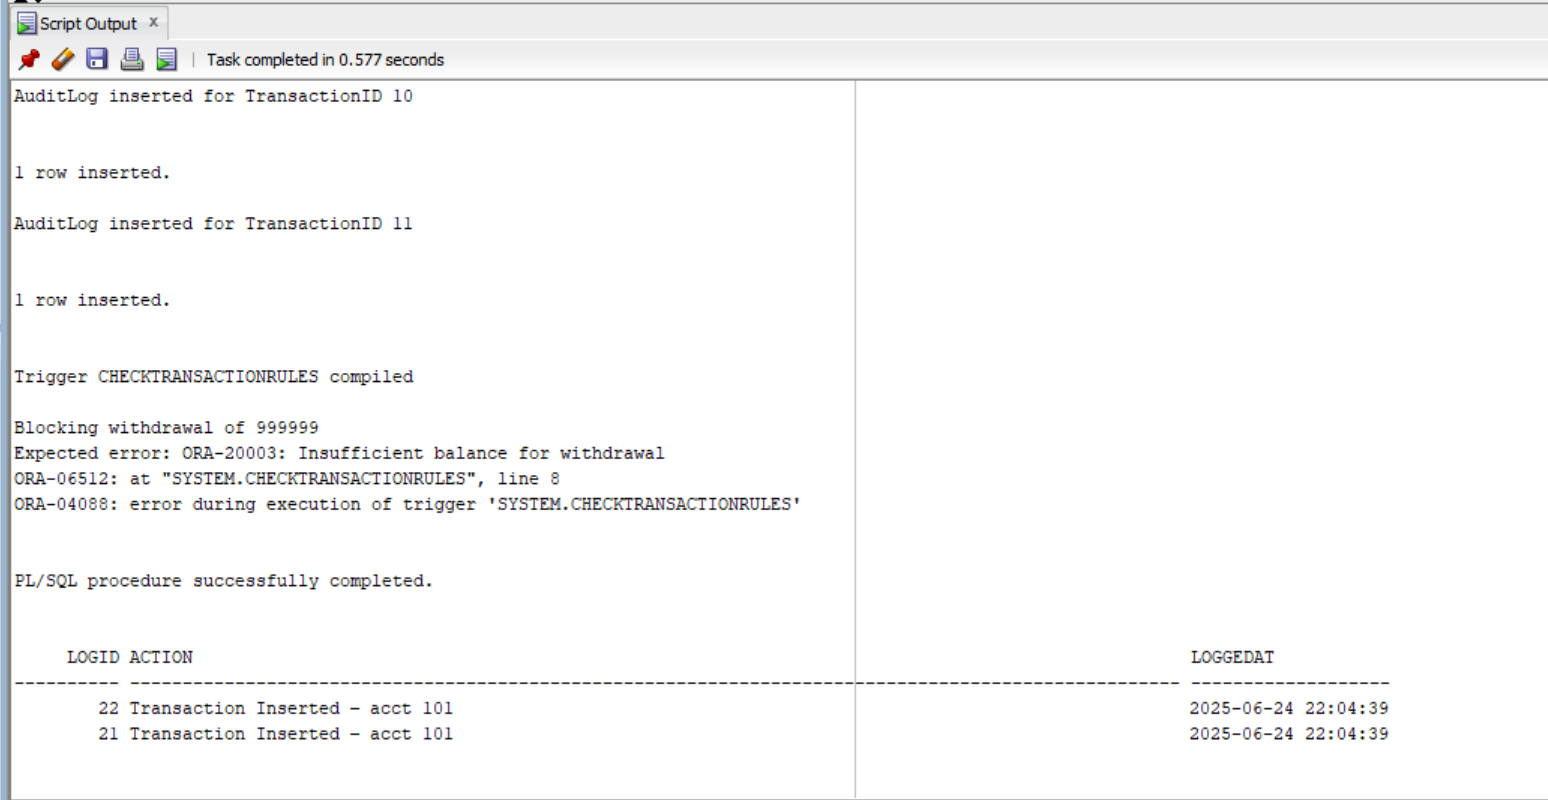 Script Output x
Task completed in 0.577 seconds
AuditLog inserted for TransactionID 10
1 row inserted.
AuditLog inserted for TransactionID 11
1 row inserted.
Trigger CHECKTRANSACTIONRULES compiled
Blocking withdrawal of 999999
Expected error: ORA-20003: Insufficient balance for withdrawal
ORA-06512: at "SYSTEM.CHECKTRANSACTIONRULES", line 8
ORA-04088: error during execution of trigger 'SYSTEM.CHECKTRANSACTIONRULES'
PL/SQL procedure successfully completed.
LOGID ACTION LOGGEDAT
---------- ---------------------------------------------------------------------------------------------------- -------------------
22 Transaction Inserted - acct 101 2025-06-24 22:04:39
21 Transaction Inserted - acct 101 2025-06-24 22:04:39